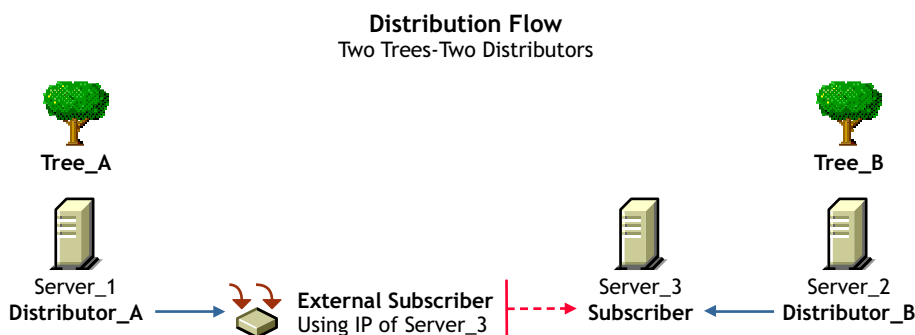 Distribution Flow
Two Trees-Two Distributors
Tree_A
Tree_B
Server_1
Distributor_A
External Subscriber
Using IP of Server_3
Server_3
Subscriber
Server_2
Distributor_B